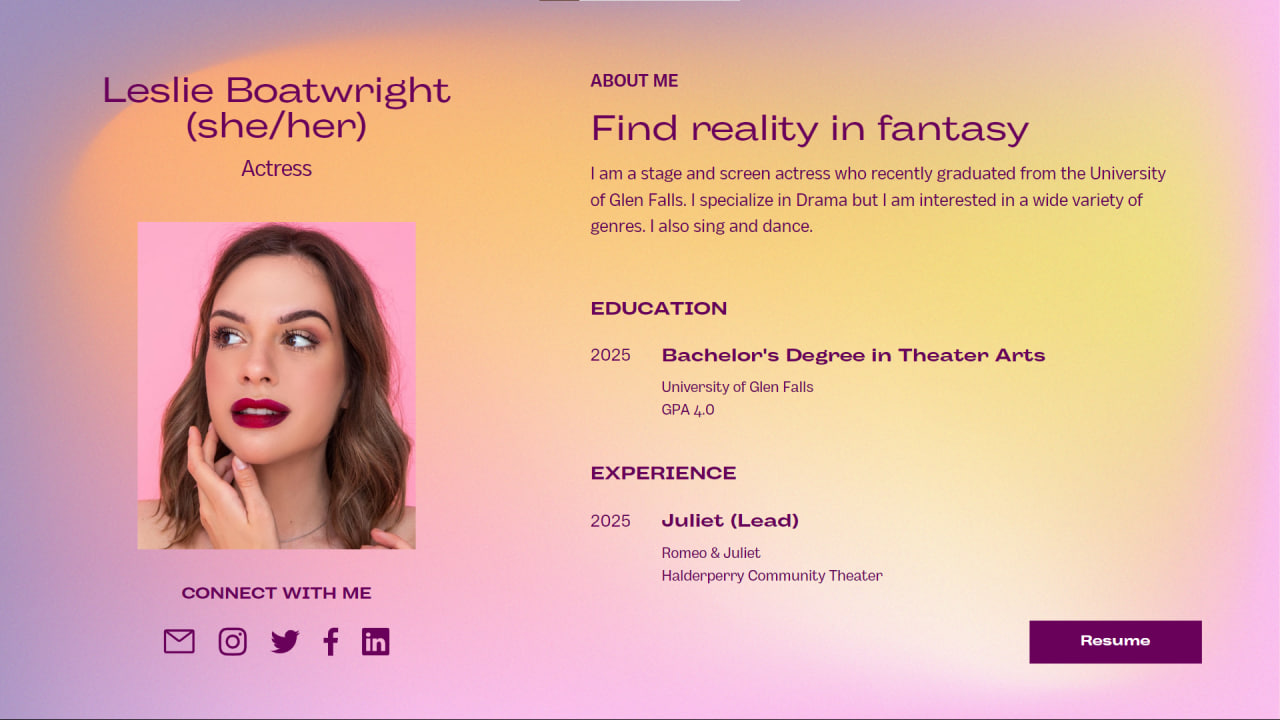 Leslie Boatwright
(she/her)
Actress
CONNECT WITH ME
ABOUT ME
Find reality in fantasy
I am a stage and screen actress who recently graduated from the University
of Glen Falls. I specialize in Drama but I am interested in a wide variety of
genres. I also sing and dance.
EDUCATION
2025 Bachelor's Degree in Theater Arts
University of Glen Falls
GPA 4.0
EXPERIENCE
2025 Juliet (Lead)
Romeo & Juliet
Halderperry Community Theater
Resume